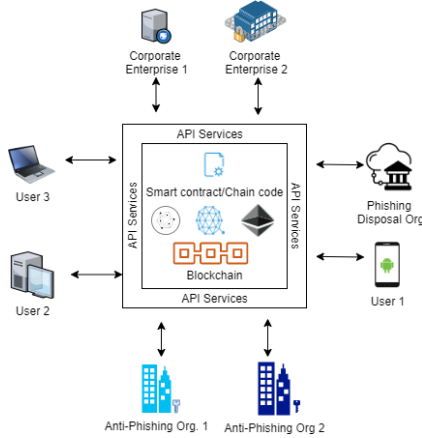 Corporate
Enterprise 1
Corporate
Enterprise 2
API Services
API Services
Smart contract/Chain code
API Services
Blockchain
API Services
User 3
Phishing
Disposal Org
User 2
User 1
Anti-Phishing Org. 1
Anti-Phishing Org 2